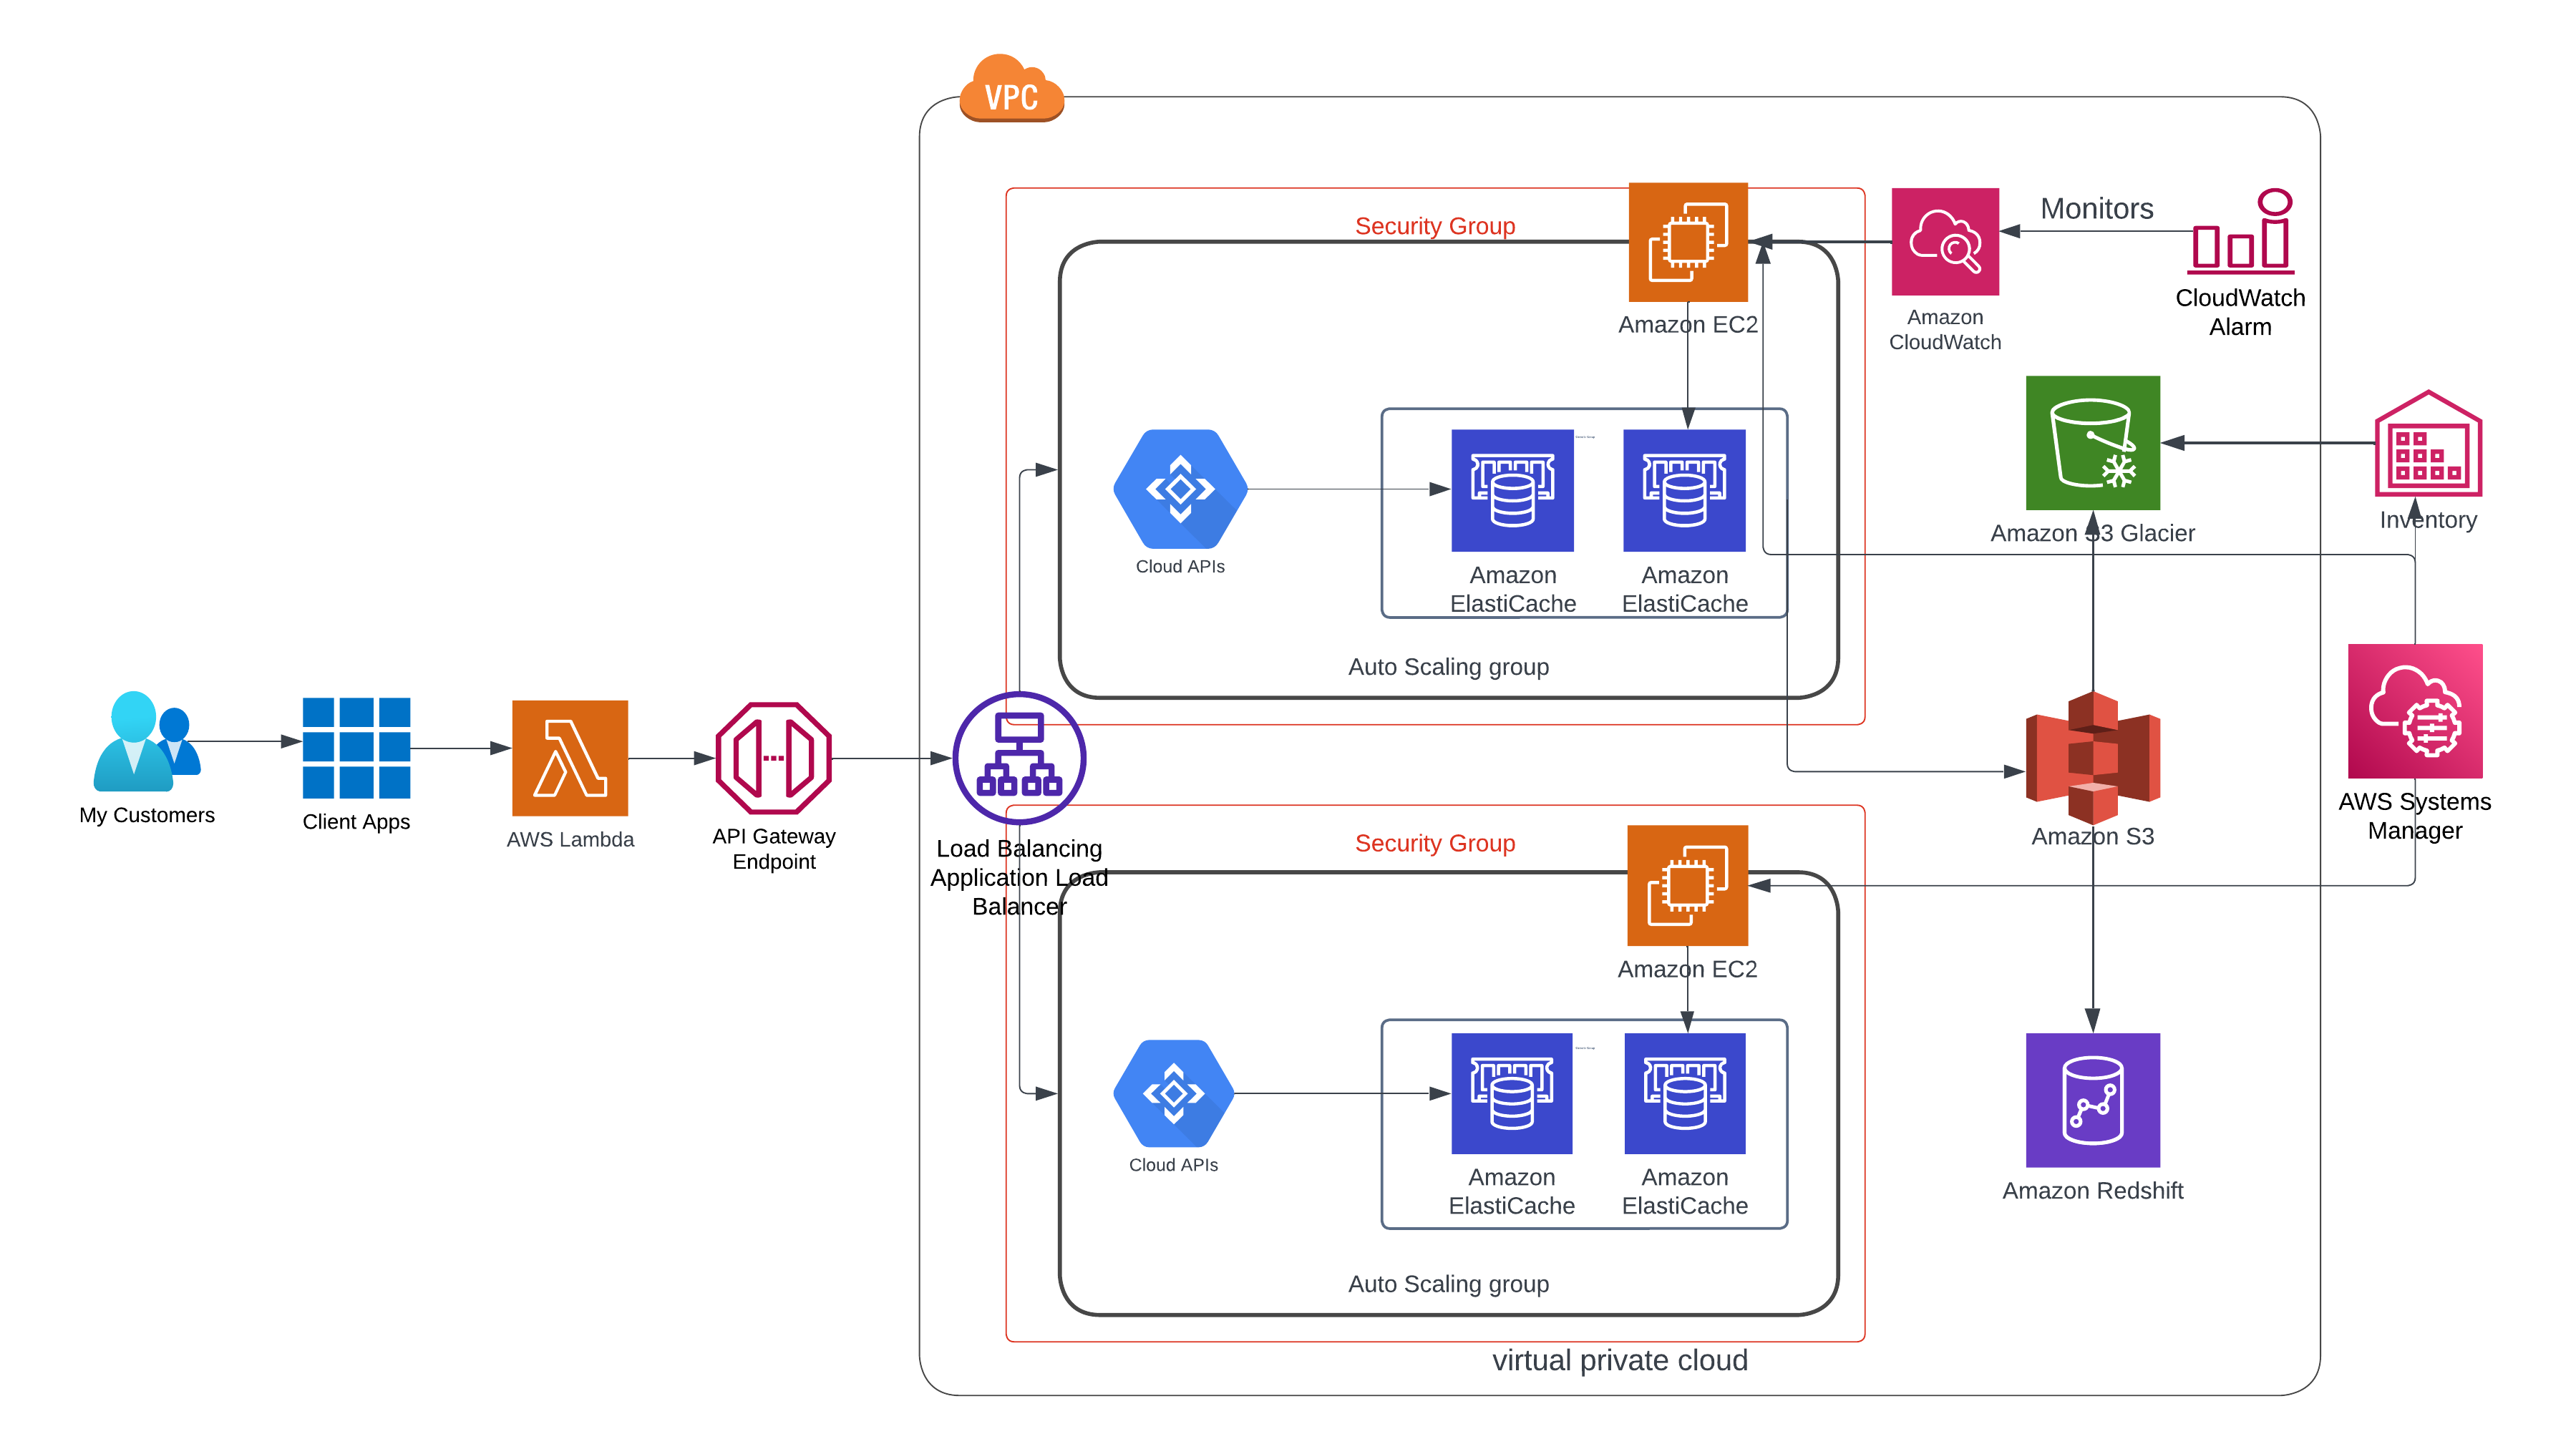 VPC
Security Group
Monitors
Amazon EC2
Amazon
CloudWatch
CloudWatch
Alarm
Cloud APIs
Amazon
ElastiCache
Amazon
ElastiCache
Amazon S3 Glacier
Inventory
Auto Scaling group
My Customers
Client Apps
AWS Lambda
API Gateway
Endpoint
Load Balancing
Application Load
Balancer
Security Group
Amazon S3
AWS Systems
Manager
Amazon EC2
Cloud APIs
Amazon
ElastiCache
Amazon
ElastiCache
Amazon Redshift
Auto Scaling group
virtual private cloud